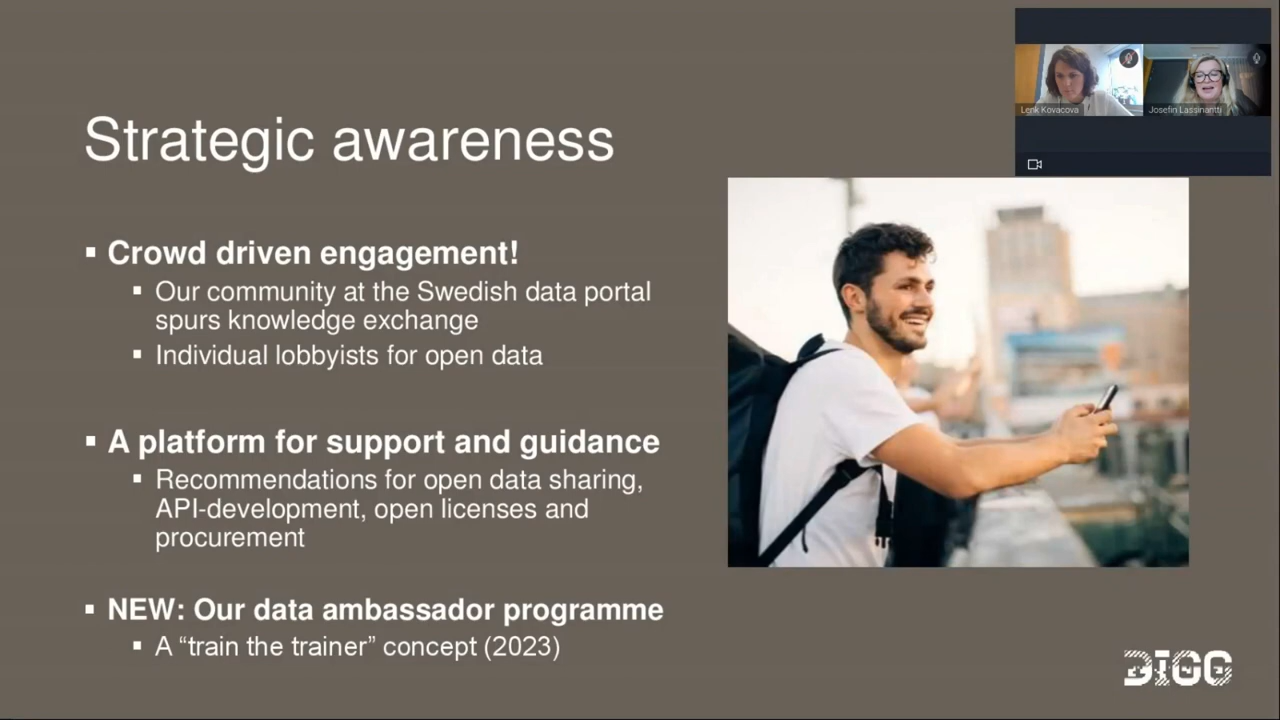 Strategic awareness
Lenk Kovacova
Josefin Lassinantti
▪ Crowd driven engagement!
▪ Our community at the Swedish data portal
spurs knowledge exchange
▪ Individual lobbyists for open data
▪ A platform for support and guidance
▪ Recommendations for open data sharing,
API-development, open licenses and
procurement
▪ NEW: Our data ambassador programme
▪ A “train the trainer” concept (2023)
DIGG